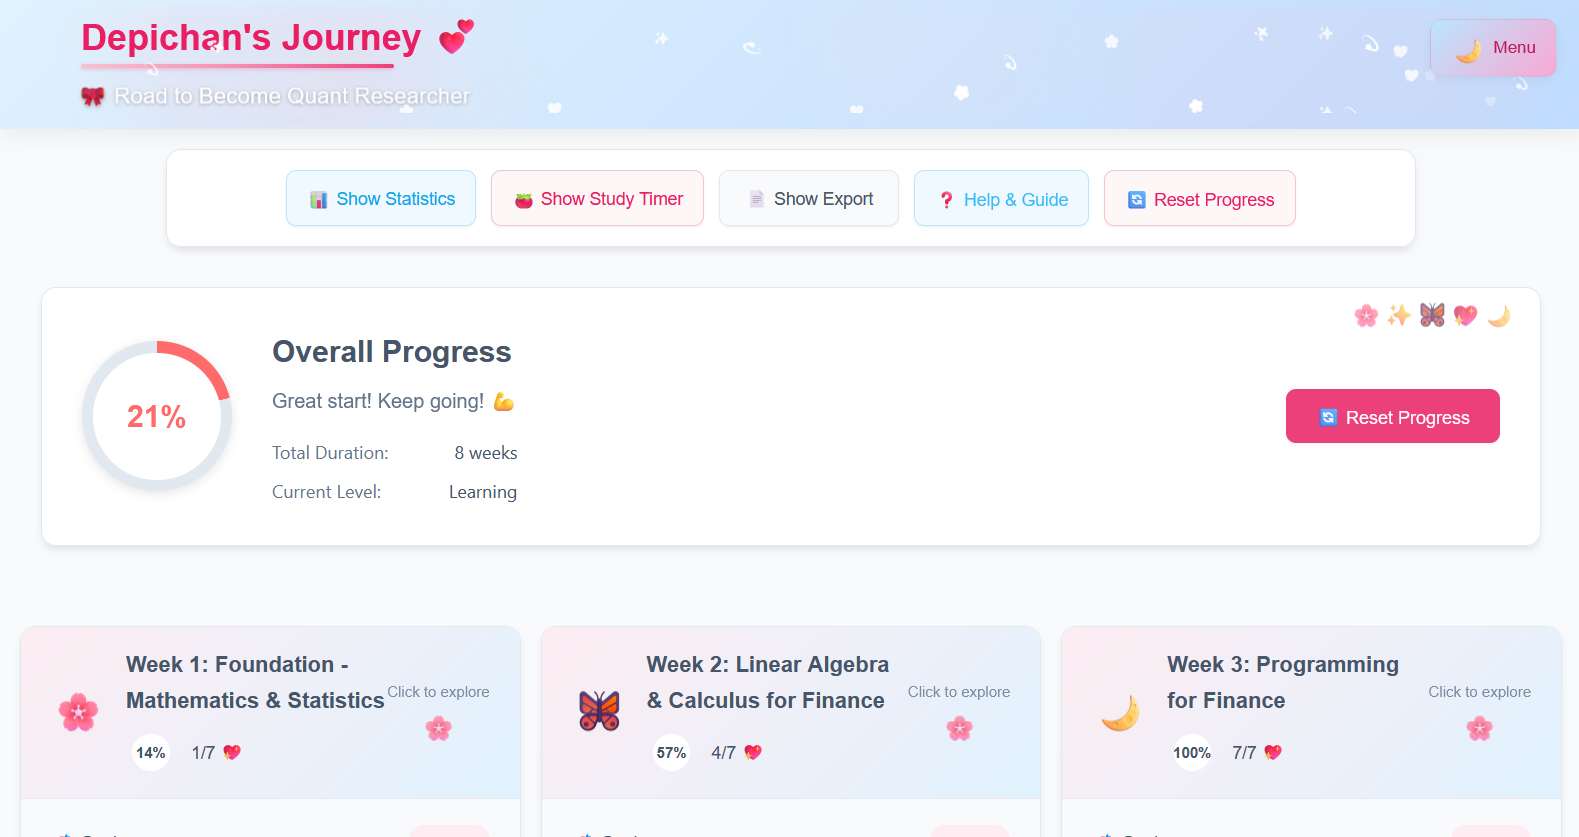 Depichan's Journey
Road to Become Quant Researcher
Menu
Show Statistics
Show Study Timer
Show Export
Help & Guide
Reset Progress
21%
Overall Progress
Great start! Keep going!
Total Duration: 8 weeks
Current Level: Learning
Reset Progress
Week 1: Foundation -
Mathematics & Statistics
Click to explore
14% 1/7
Week 2: Linear Algebra
& Calculus for Finance
Click to explore
57% 4/7
Week 3: Programming
for Finance
Click to explore
100% 7/7